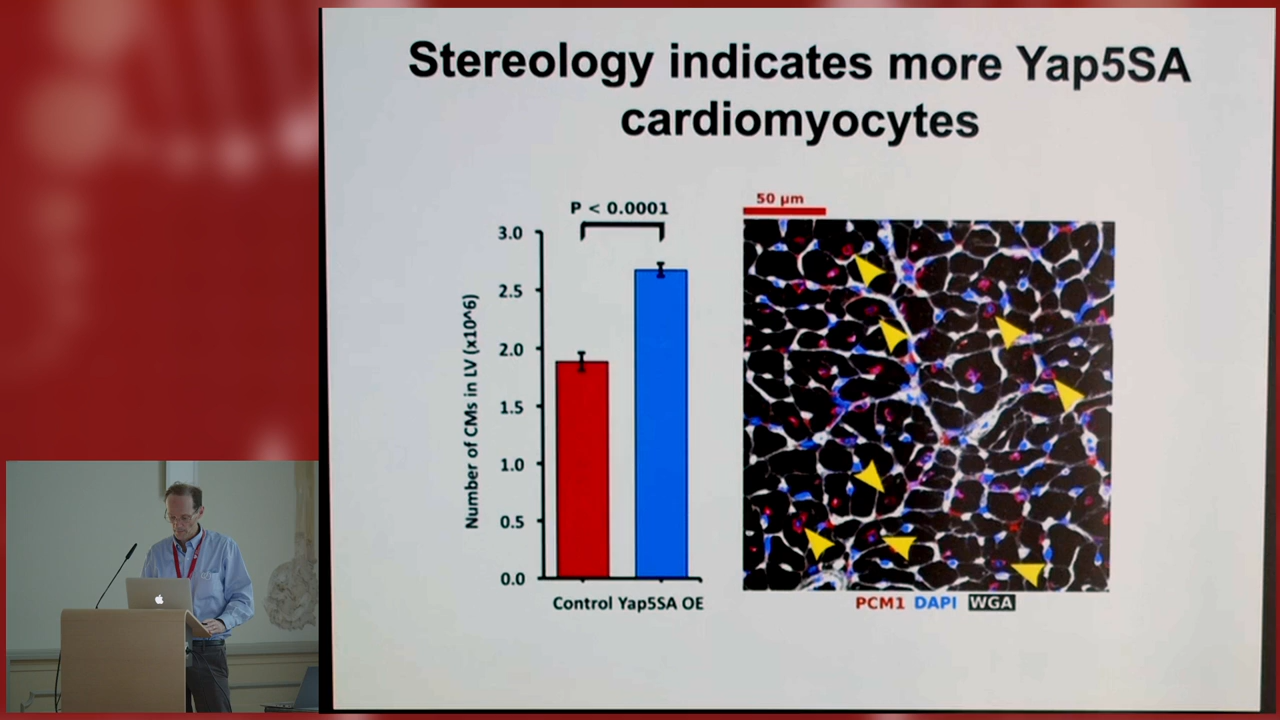 Stereology indicates more Yap5SA
cardiomyocytes
P < 0.0001
50 µm
3.0
2.5
2.0
1.5
1.0
0.5
0.0
Number of CMs in LV (x10^6)
Control Yap5SA OE
PCM1 DAPI WGA